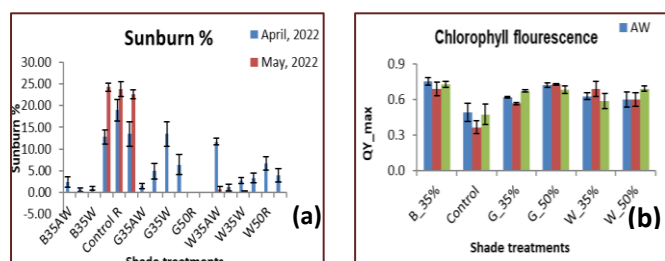 Sunburn %
April, 2022
May, 2022
30.00
25.00
20.00
15.00
10.00
5.00
0.00
-5.00
Sunburn %
B35AW
B35W
Control R
G35AW
G35W
G50R
W35AW
W35W
W50R
Shade treatments
(a)
Chlorophyll flourescence
AW
0.9
0.6
0.3
0.0
QY_max
B_35%
Control
G_35%
G_50%
W_35%
W_50%
Shade treatments
(b)